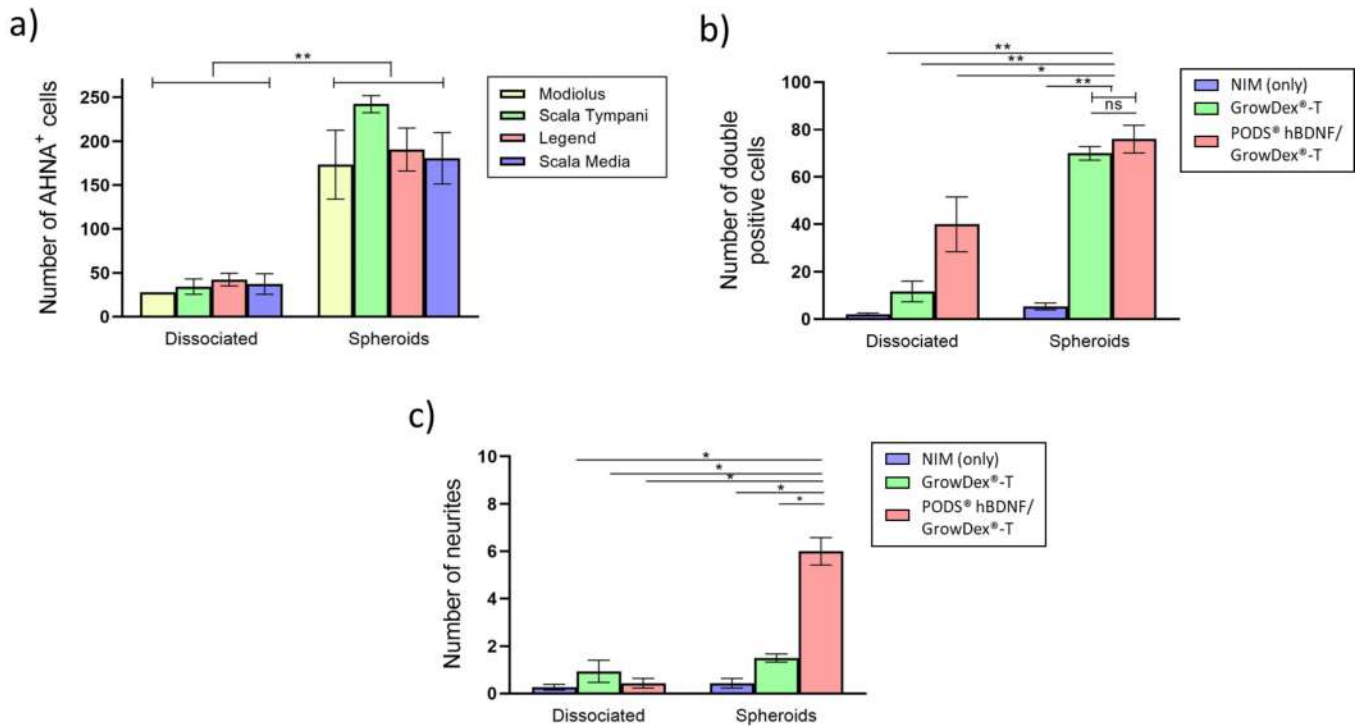 a)
Number of AHNA+ cells
250
200
150
100
50
0
**
Dissociated
Spheroids
Modiolus
Scala Tympani
Legend
Scala Media
b)
Number of double
positive cells
100
80
60
40
20
0
**
**
*
**
ns
Dissociated
Spheroids
NIM (only)
GrowDex®-T
PODS® hBDNF/
GrowDex®-T
c)
Number of neurites
10
8
6
4
2
0
*
*
*
*
*
Dissociated
Spheroids
NIM (only)
GrowDex®-T
PODS® hBDNF/
GrowDex®-T